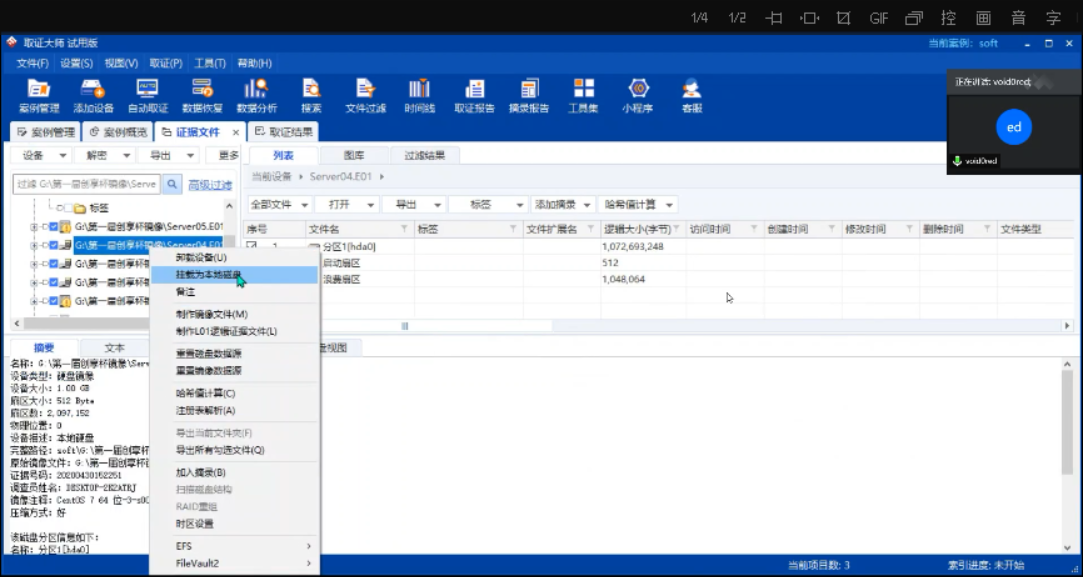 1/4 1/2 GIF 控 画 音 字
取证大师 试用版 当前案例: soft
文件(F) 设置(S) 视图(V) 取证(P) 工具(T) 帮助(H)
案例管理 添加设备 自动取证 数据恢复 数据分析 搜索 文件过滤 时间线 取证报告 摘录报告 工具集 小程序 客服
正在讲话: void0red;
ed
void0red
案例管理 案例概览 证据文件 × 取证结果
设备 解密 导出 更多
列表 图库 过滤结果
过滤 G:\第一届创享杯镜像\Serve 高级过滤
当前设备 Server04.E01
全部文件 打开 导出 标签 添加摘录 哈希值计算
标签
G:\第一届创享杯镜像\Server05.E01
G:\第一届创享杯镜像\Server04.E01
G:\第一届创享杯
G:\第一届创享杯
G:\第一届创享杯
序号 文件名 标签 文件扩展名 逻辑大小(字节) 访问时间 创建时间 修改时间 删除时间 文件类型
1 分区1[hda0] 1,072,693,248
启动扇区 512
浪费扇区 1,048,064
卸载设备(U)
挂载为本地磁盘
备注
制作镜像文件(M)
制作L01逻辑证据文件(L)
重置磁盘数据源
重置镜像数据源
哈希值计算(C)
注册表解析(A)
导出当前文件夹(F)
导出所有勾选文件(Q)
加入摘录(B)
扫描磁盘结构
RAID重组
时区设置
EFS
FileVault2
摘要 文本 盘视图
名称: G:\第一届创享杯镜像\Serv
设备类型: 硬盘镜像
设备大小: 1.00 GB
扇区大小: 512 Byte
扇区数: 2,097,152
物理位置: 0
设备描述: 本地硬盘
完整路径: soft\G:\第一届创享杯
原始镜像文件: G:\第一届创享杯
证据号码: 20200430162251
调查员姓名: DESKTOP-2K2ATRJ
镜像注释: CentOS 7 64 位-3-s00
压缩方式: 好
该磁盘分区信息如下:
名称: 分区1[hda0]
当前项目数: 3 索引进度: 未开始